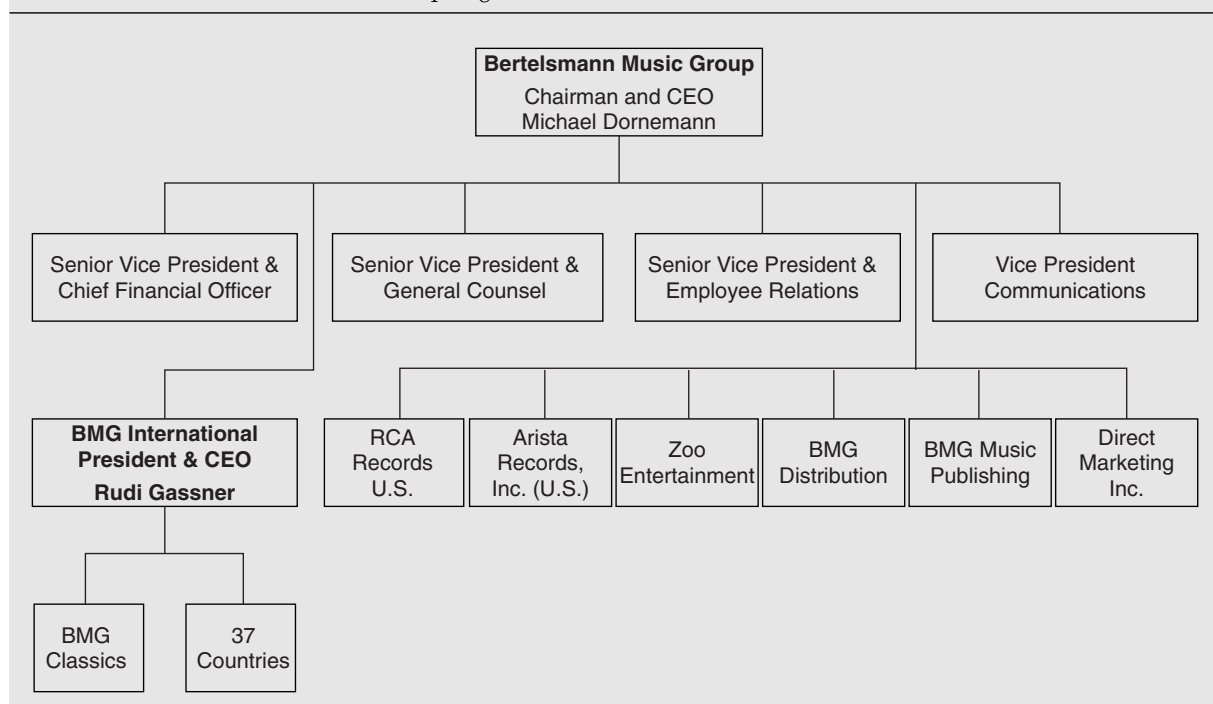 Bertelsmann Music Group
Chairman and CEO
Michael Dornemann
Senior Vice President &
Chief Financial Officer
Senior Vice President &
General Counsel
Senior Vice President &
Employee Relations
Vice President
Communications
BMG International
President & CEO
Rudi Gassner
RCA
Records
U.S.
Arista
Records,
Inc. (U.S.)
Zoo
Entertainment
BMG
Distribution
BMG Music
Publishing
Direct
Marketing
Inc.
BMG
Classics
37
Countries